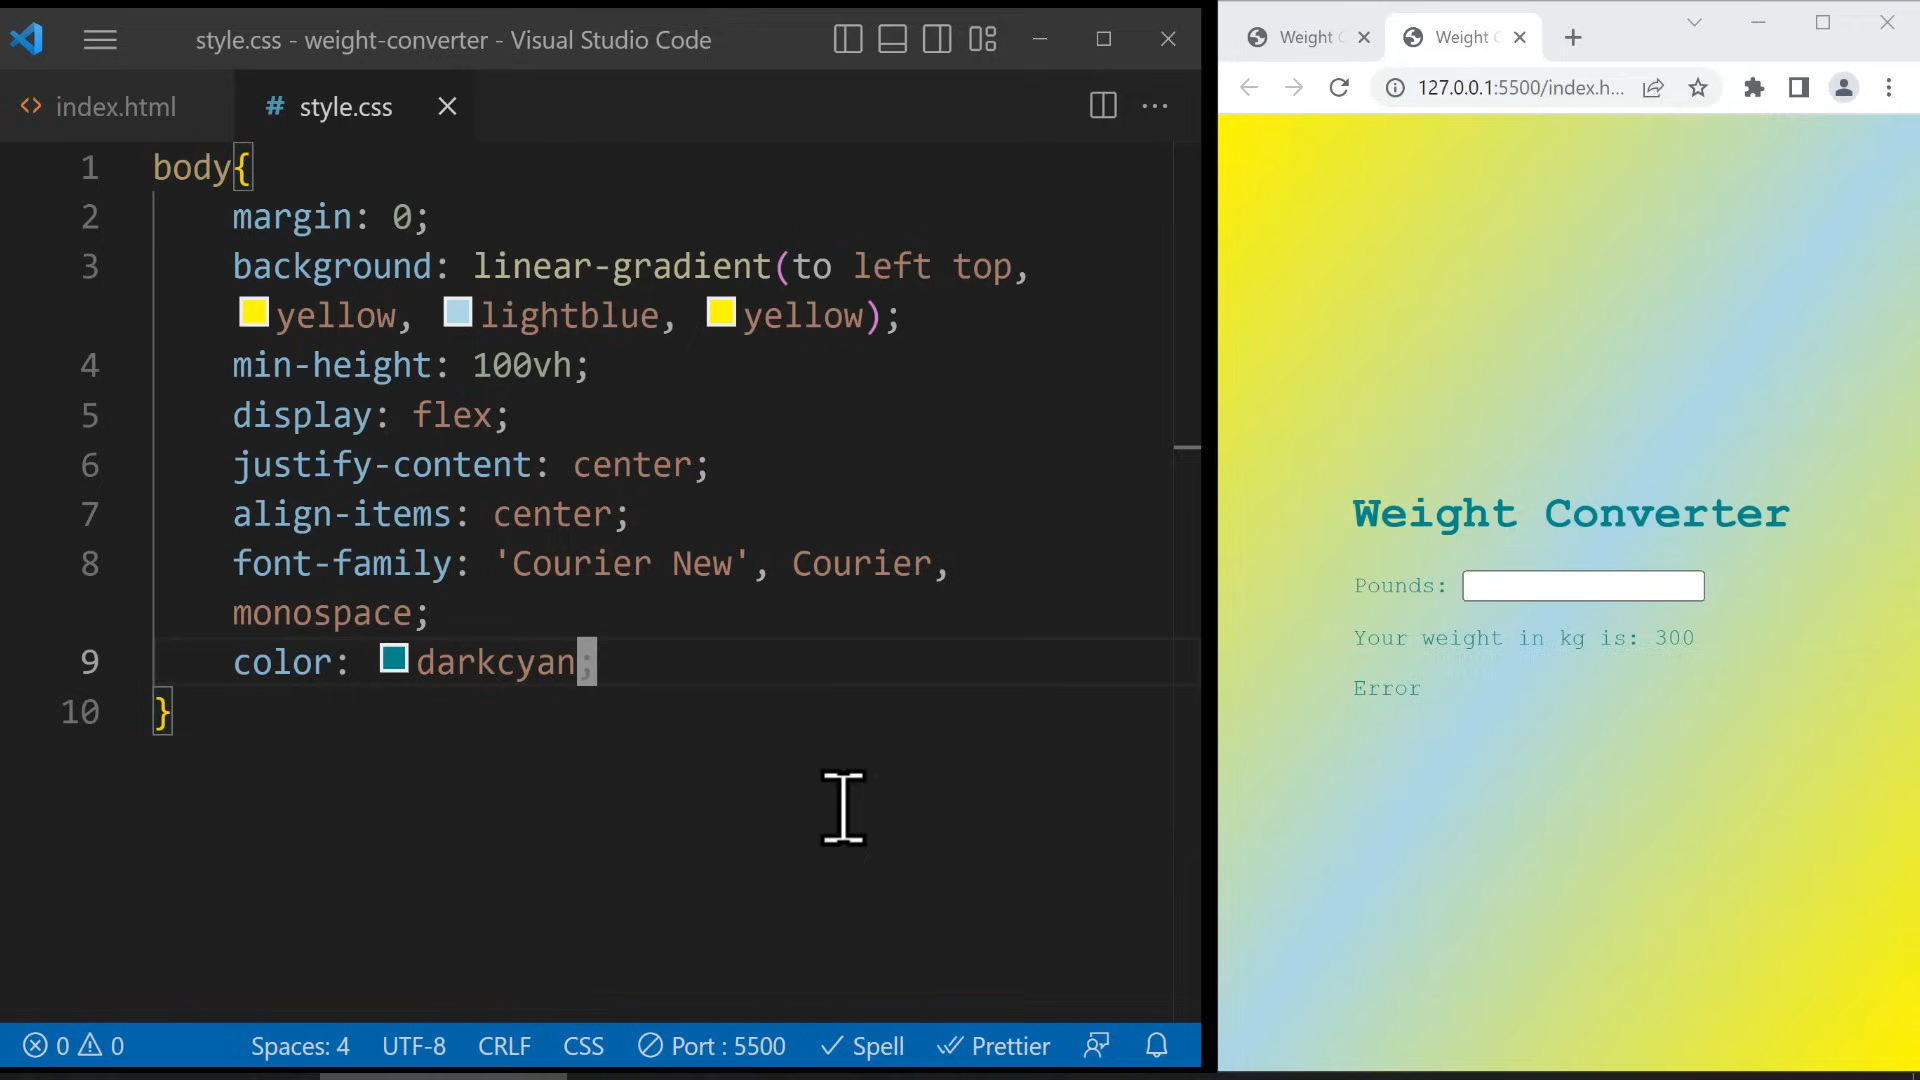 style.css - weight-converter - Visual Studio Code
index.html
# style.css
1 body{
2 margin: 0;
3 background: linear-gradient(to left top,
yellow, lightblue, yellow);
4 min-height: 100vh;
5 display: flex;
6 justify-content: center;
7 align-items: center;
8 font-family: 'Courier New', Courier,
monospace;
9 color: darkcyan;
10 }
0 0 Spaces: 4 UTF-8 CRLF CSS Port : 5500 Spell Prettier
Weight
Weight
127.0.0.1:5500/index.h...
Weight Converter
Pounds:
Your weight in kg is: 300
Error